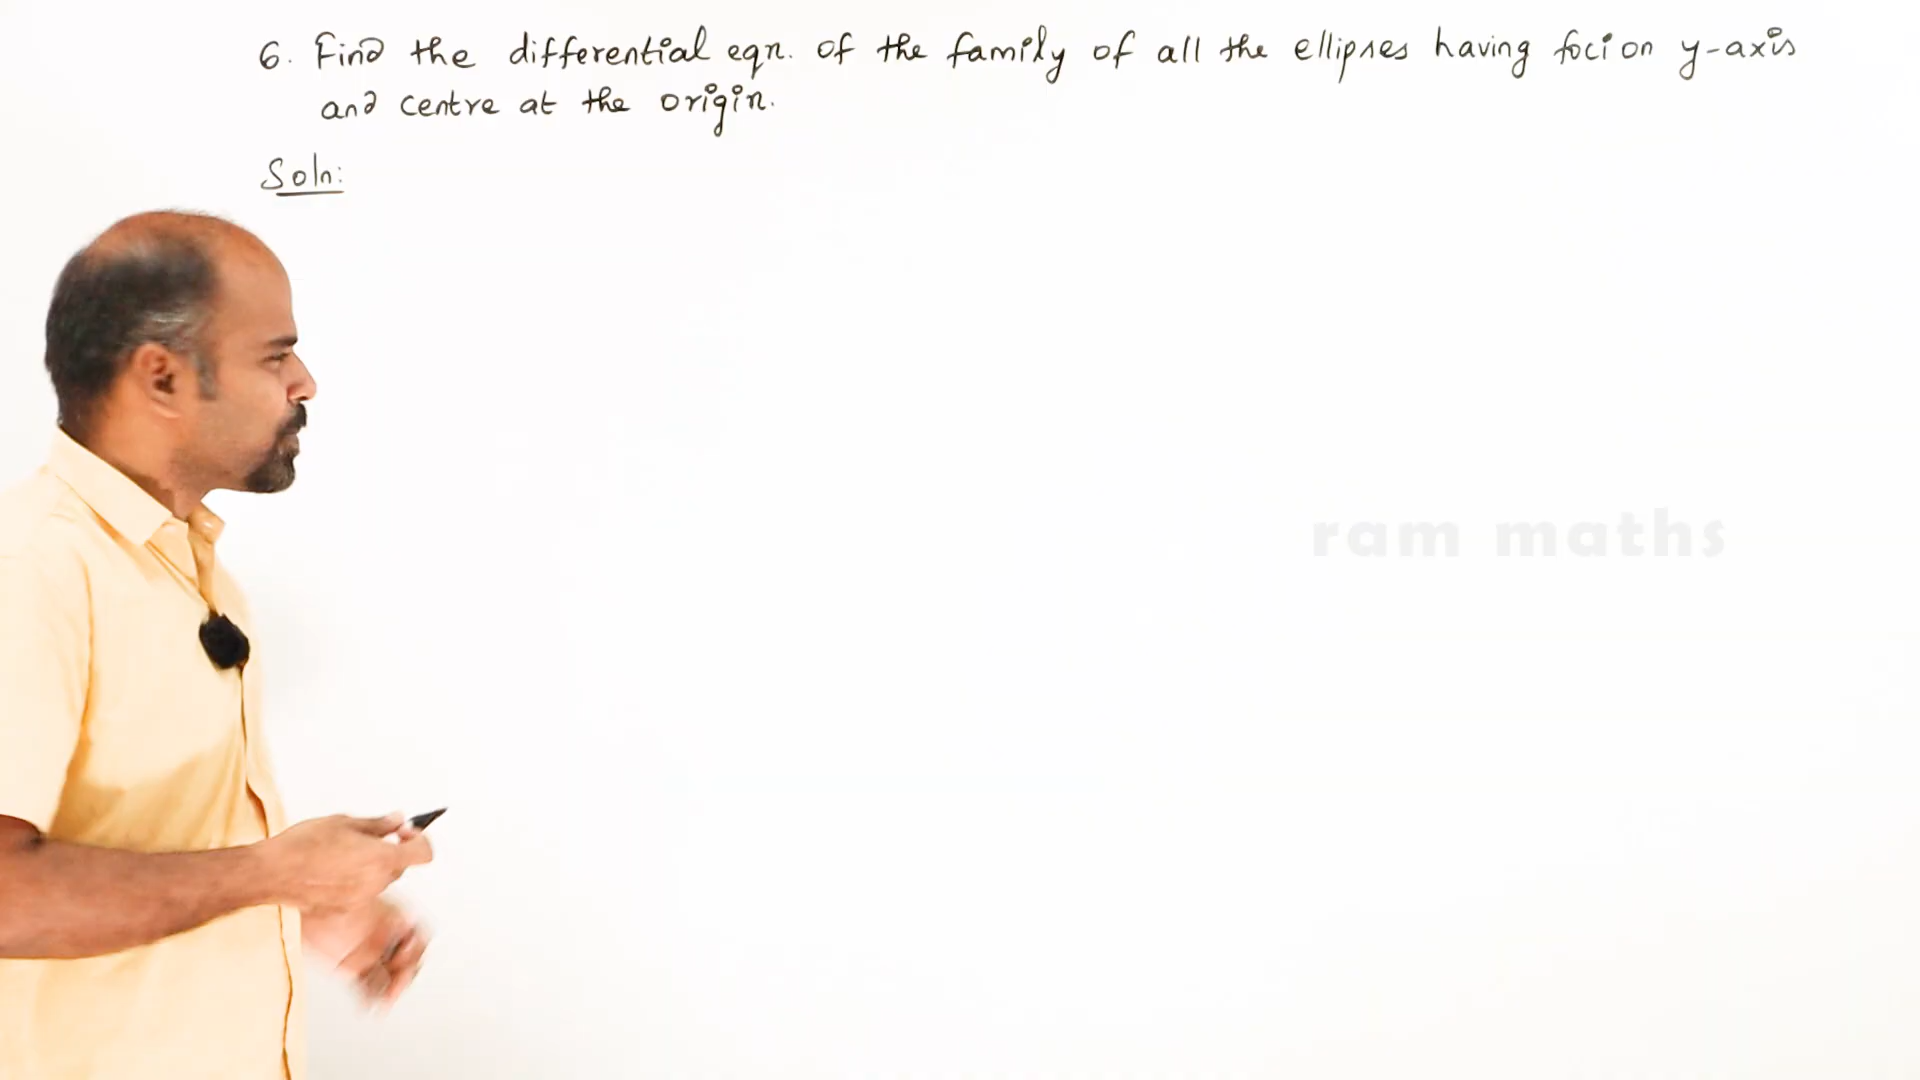 6. Find the differential eqn. of the family of all the ellipses having foci on y-axis
and centre at the origin.
Soln:
ram maths